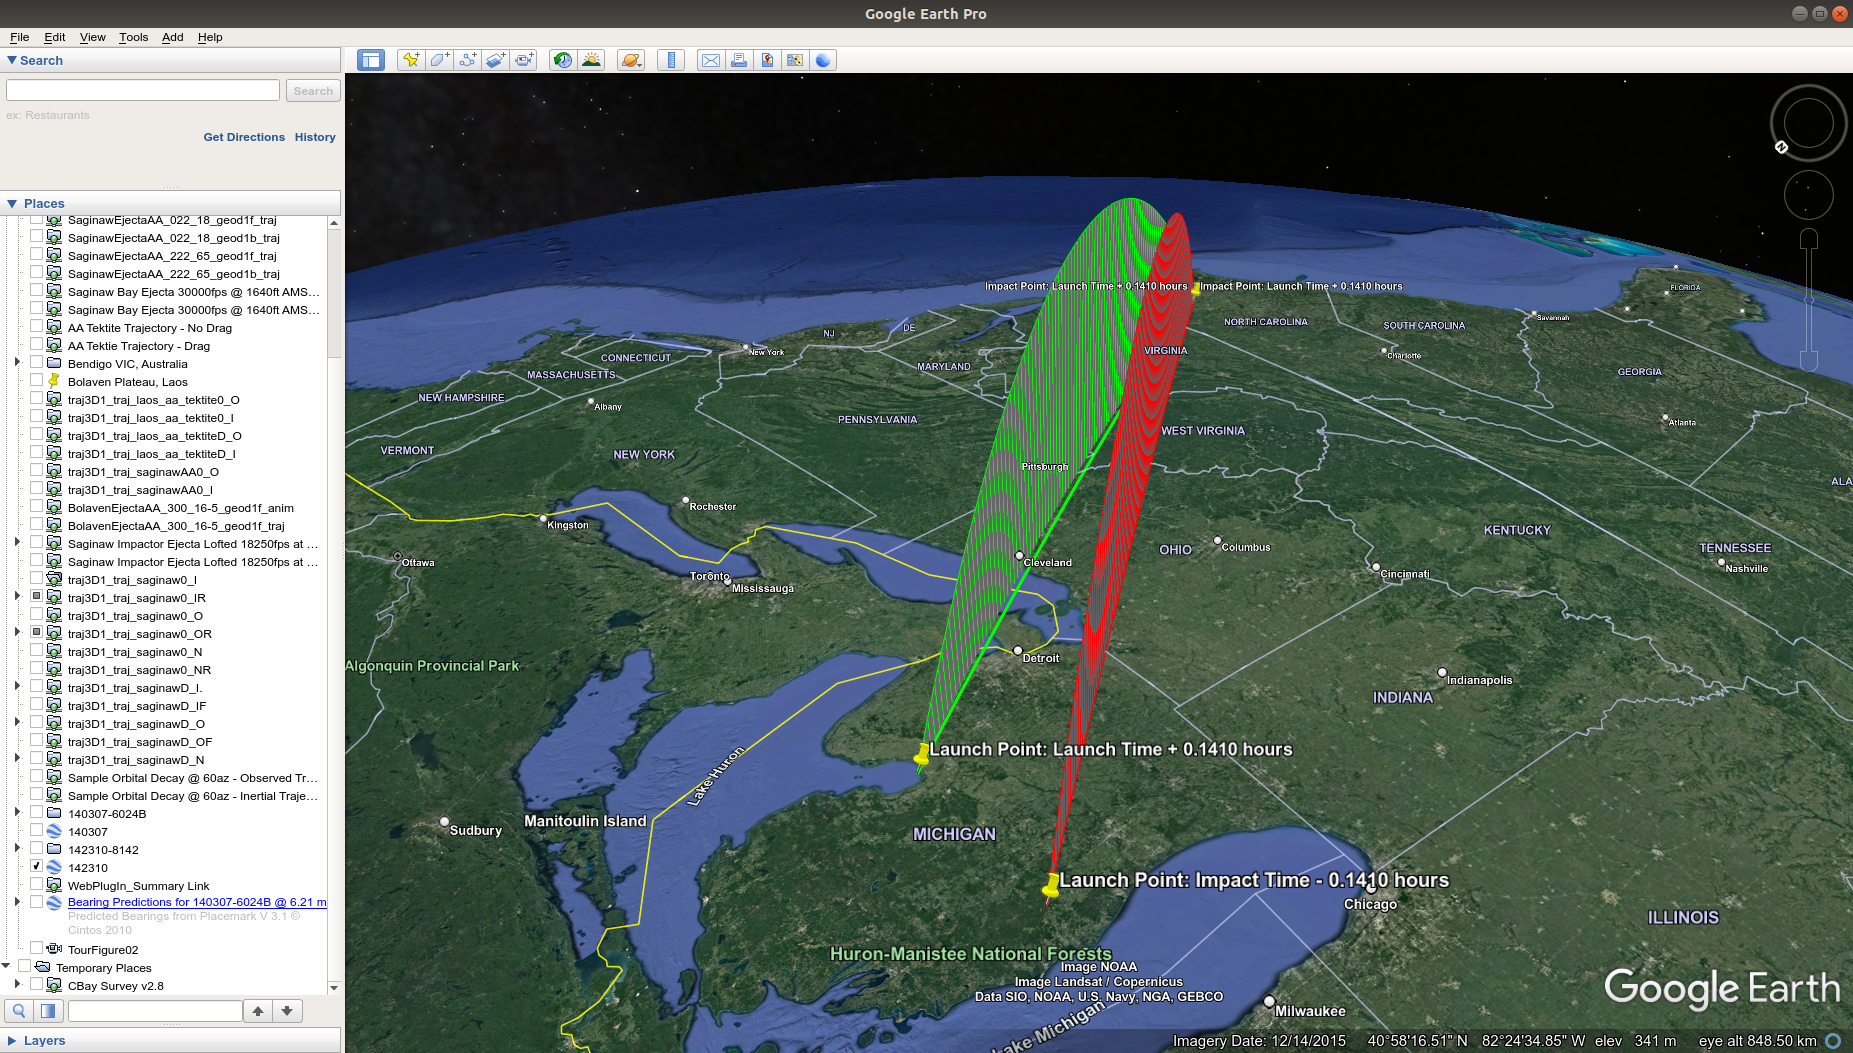 Google Earth Pro
File Edit View Tools Add Help
Search
Search
ex: Restaurants
Get Directions History
Places
SaginawEjectaAA_022_18_geod1f_traj
SaginawEjectaAA_022_18_geod1b_traj
SaginawEjectaAA_222_65_geod1f_traj
SaginawEjectaAA_222_65_geod1b_traj
Saginaw Bay Ejecta 30000fps @ 1640ft AMS...
Saginaw Bay Ejecta 30000fps @ 1640ft AMS...
AA Tektite Trajectory - No Drag
AA Tektie Trajectory - Drag
Bendigo VIC, Australia
Bolaven Plateau, Laos
traj3D1_traj_laos_aa_tektite0_O
traj3D1_traj_laos_aa_tektite0_I
traj3D1_traj_laos_aa_tektiteD_O
traj3D1_traj_laos_aa_tektiteD_I
traj3D1_traj_saginawAA0_O
traj3D1_traj_saginawAA0_I
BolavenEjectaAA_300_16-5_geod1f_anim
BolavenEjectaAA_300_16-5_geod1f_traj
Saginaw Impactor Ejecta Lofted 18250fps at ...
Saginaw Impactor Ejecta Lofted 18250fps at ...
traj3D1_traj_saginaw0_I
traj3D1_traj_saginaw0_IR
traj3D1_traj_saginaw0_O
traj3D1_traj_saginaw0_OR
traj3D1_traj_saginaw0_N
traj3D1_traj_saginaw0_NR
traj3D1_traj_saginawD_I.
traj3D1_traj_saginawD_IF
traj3D1_traj_saginawD_O
traj3D1_traj_saginawD_OF
traj3D1_traj_saginawD_N
Sample Orbital Decay @ 60az - Observed Tr...
Sample Orbital Decay @ 60az - Inertial Traje...
140307-6024B
140307
142310-8142
142310
WebPlugIn_Summary Link
Bearing Predictions for 140307-6024B @ 6.21 m
Predicted Bearings from Placemark V 3.1 ©
Cintos 2010
TourFigure02
Temporary Places
CBay Survey v2.8
Layers
Impact Point: Launch Time + 0.1410 hours
Impact Point: Launch Time + 0.1410 hours
FLORIDA
Savannah
NORTH CAROLINA
SOUTH CAROLINA
NJ
DE
New York
CONNECTICUT
VIRGINIA
Charlotte
MARYLAND
MASSACHUSETTS
GEORGIA
NEW HAMPSHIRE
Albany
PENNSYLVANIA
Atlanta
WEST VIRGINIA
VERMONT
NEW YORK
Pittsburgh
ALA
Rochester
Kingston
KENTUCKY
OHIO
Columbus
TENNESSEE
Ottawa
Cleveland
Nashville
Cincinnati
Toronto
Mississauga
Detroit
Algonquin Provincial Park
Indianapolis
INDIANA
Launch Point: Launch Time + 0.1410 hours
Lake Huron
Manitoulin Island
Sudbury
MICHIGAN
Launch Point: Impact Time - 0.1410 hours
Chicago
ILLINOIS
Huron-Manistee National Forests
Image NOAA
Image Landsat / Copernicus
Data SIO, NOAA, U.S. Navy, NGA, GEBCO
Google Earth
Milwaukee
Lake Michigan
Imagery Date: 12/14/2015 40°58'16.51" N 82°24'34.85" W elev 341 m eye alt 848.50 km